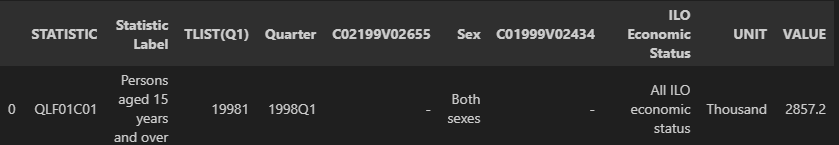 STATISTIC Statistic Label TLIST(Q1) Quarter C02199V02655 Sex C01999V02434 ILO Economic Status UNIT VALUE
0 QLF01C01 Persons aged 15 years and over 19981 1998Q1 - Both sexes - All ILO economic status Thousand 2857.2